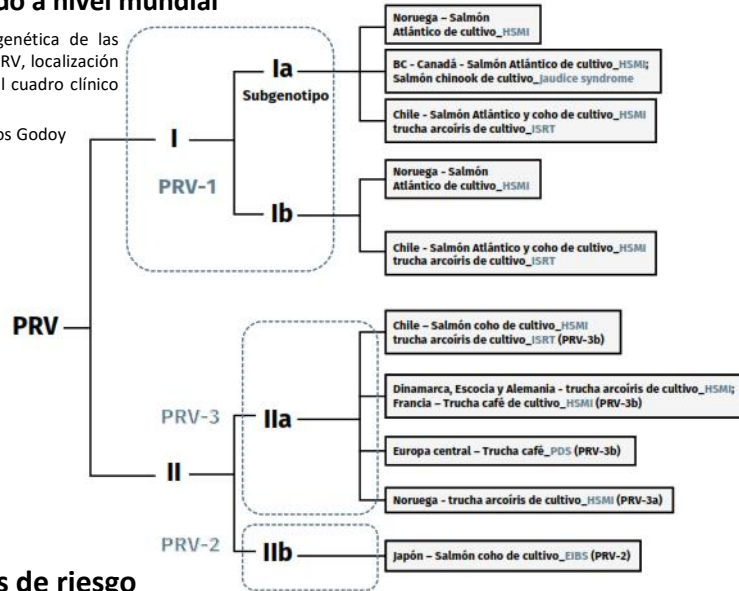 do a nivel mundial
genética de las
RV, localización
l cuadro clínico
os Godoy
PRV
I
PRV-1
Ia
Subgenotipo
Noruega – Salmón
Atlántico de cultivo_HSMI
BC - Canadá - Salmón Atlántico de cultivo_HSMI;
Salmón chinook de cultivo_Jaudice syndrome
Chile - Salmón Atlántico y coho de cultivo_HSMI
trucha arcoíris de cultivo_ISRT
Ib
Noruega - Salmón
Atlántico de cultivo_HSMI
Chile - Salmón Atlántico y coho de cultivo_HSMI
trucha arcoíris de cultivo_ISRT
II
PRV-3
IIa
Chile – Salmón coho de cultivo_HSMI
trucha arcoíris de cultivo_ISRT (PRV-3b)
Dinamarca, Escocia y Alemania - trucha arcoíris de cultivo_HSMI;
Francia – Trucha café de cultivo_HSMI (PRV-3b)
Europa central – Trucha café_PDS (PRV-3b)
Noruega - trucha arcoíris de cultivo_HSMI (PRV-3a)
PRV-2
IIb
Japón – Salmón coho de cultivo_EIBS (PRV-2)
s de riesgo